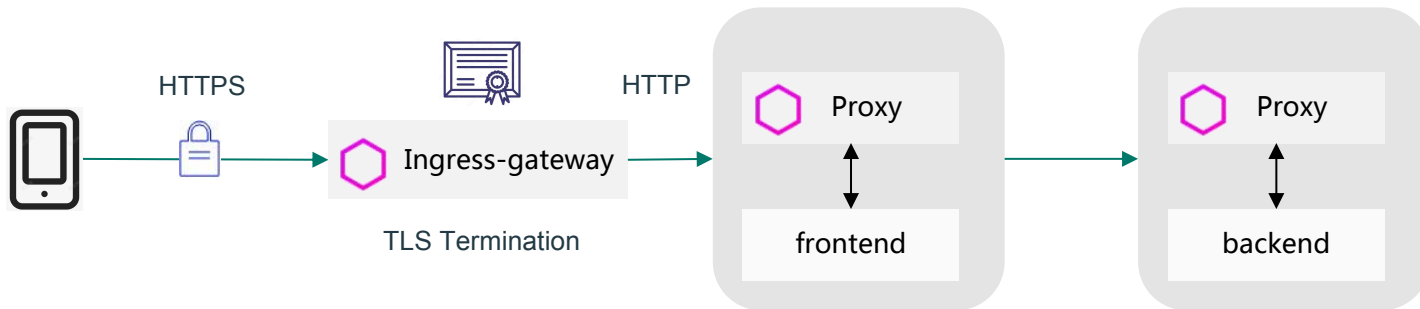 HTTPS
HTTP
Ingress-gateway
TLS Termination
Proxy
frontend
Proxy
backend